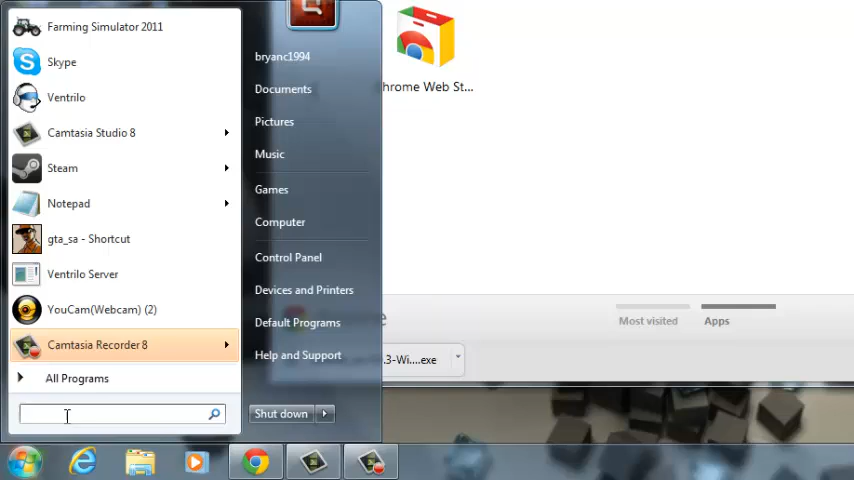 Farming Simulator 2011
Skype
Ventrilo
Camtasia Studio 8
Steam
Notepad
gta_sa - Shortcut
Ventrilo Server
YouCam(Webcam) (2)
Camtasia Recorder 8
All Programs
bryanc1994
Documents
Pictures
Music
Games
Computer
Control Panel
Devices and Printers
Default Programs
Help and Support
Shut down
Chrome Web St...
Most visited
Apps
.3-Wi....exe